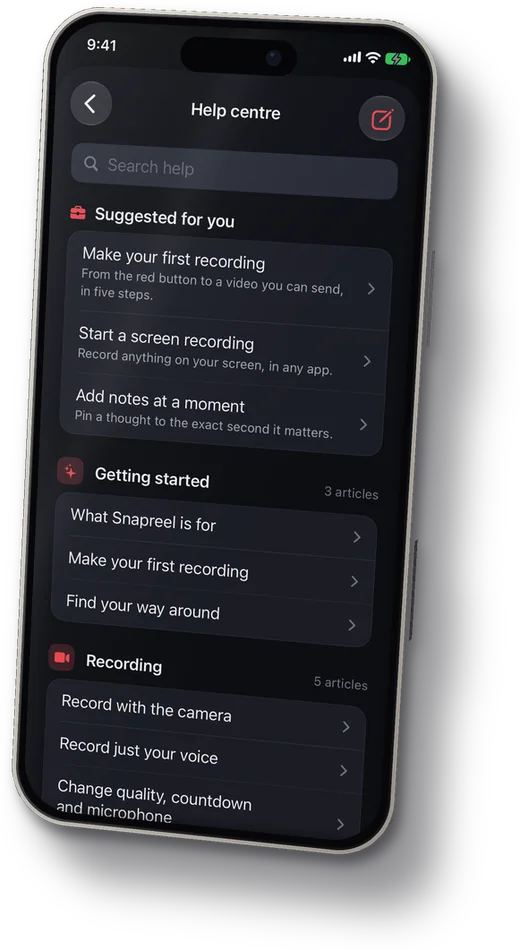 9:41
Help centre
Search help
Suggested for you
Make your first recording
From the red button to a video you can send,
in five steps.
Start a screen recording
Record anything on your screen, in any app.
Add notes at a moment
Pin a thought to the exact second it matters.
Getting started
3 articles
What Snapreel is for
Make your first recording
Find your way around
Recording
5 articles
Record with the camera
Record just your voice
Change quality, countdown
and microphone